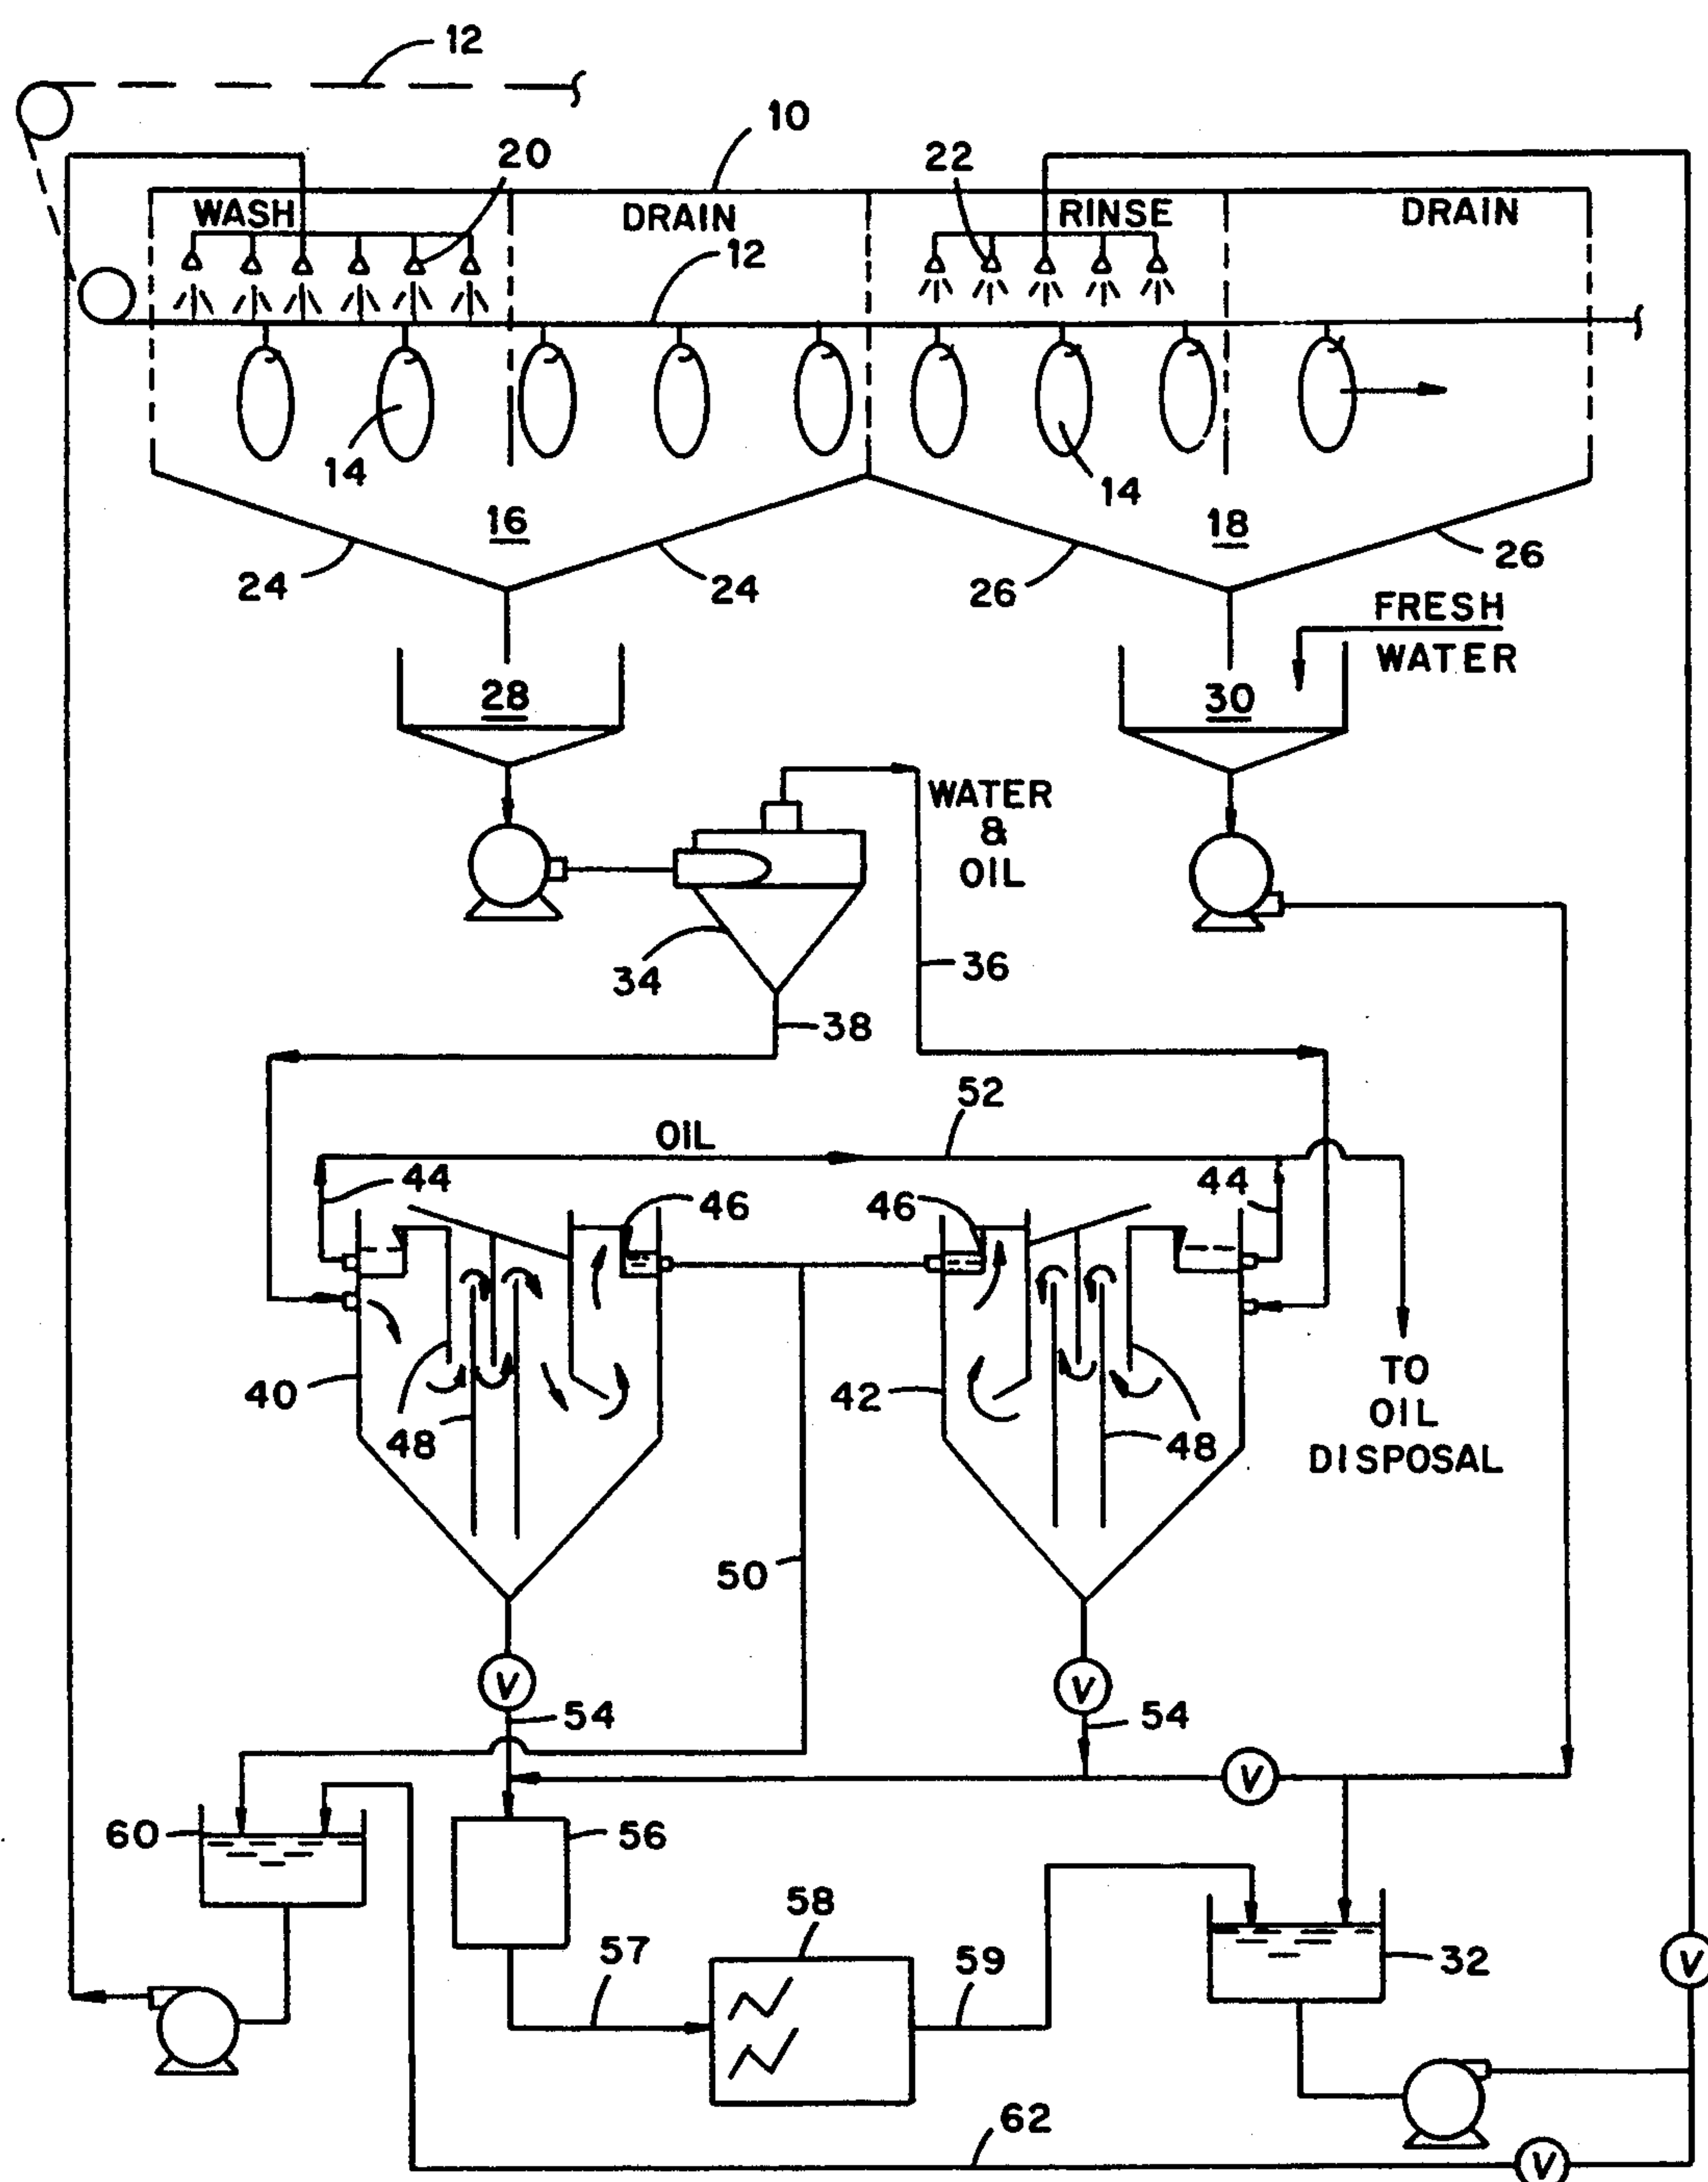 12
10
20
22
WASH
DRAIN
RINSE
DRAIN
12
14
14
16
18
24
24
26
26
FRESH
WATER
28
30
WATER
&
OIL
34
36
38
52
OIL
44
46
46
44
40
48
42
48
TO
OIL
DISPOSAL
50
V
V
54
54
V
60
56
58
57
59
32
V
62
V